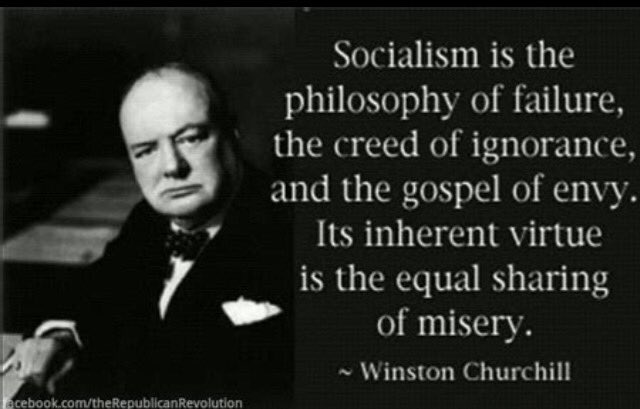 Socialism is the
philosophy of failure,
the creed of ignorance,
and the gospel of envy.
Its inherent virtue
is the equal sharing
of misery.
~ Winston Churchill
facebook.com/theRepublicanRevolution